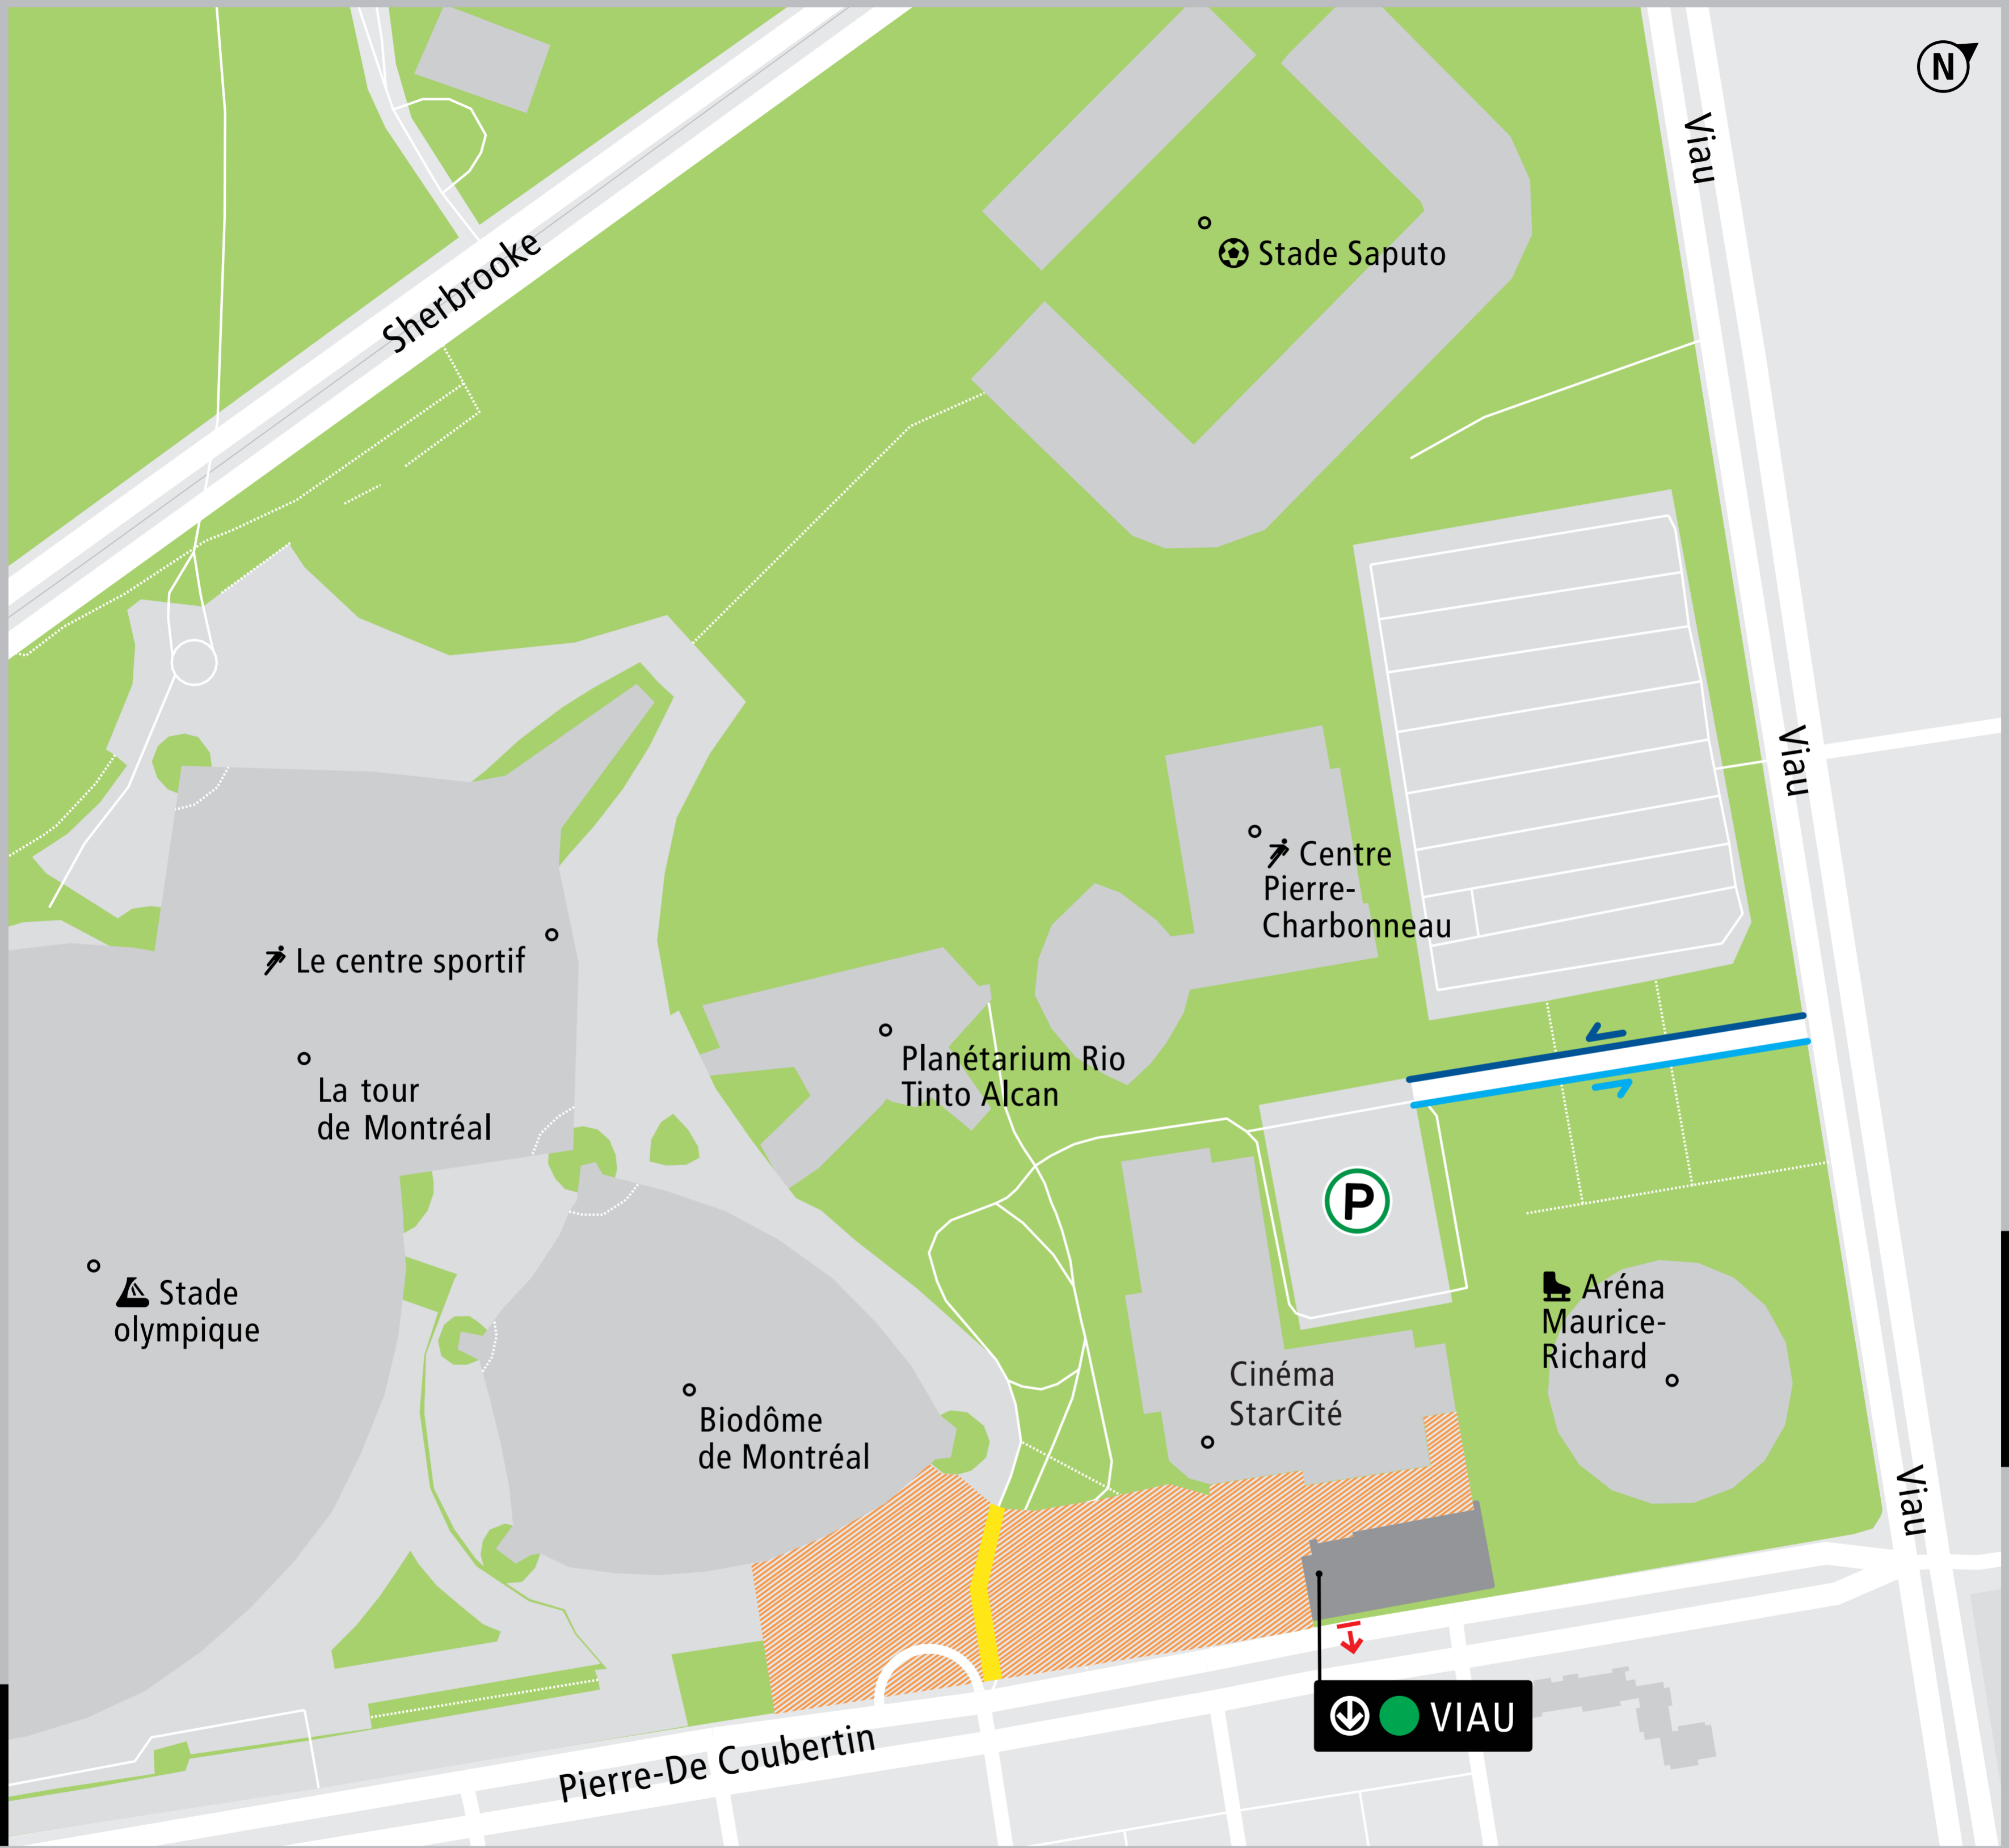 N
Viau
Sherbrooke
Stade Saputo
Viau
Centre
Pierre-
Charbonneau
Le centre sportif
Planétarium Rio
Tinto Alcan
La tour
de Montréal
P
Stade
olympique
Aréna
Maurice-
Richard
Cinéma
StarCité
Biodôme
de Montréal
Viau
VIAU
Pierre-De Coubertin